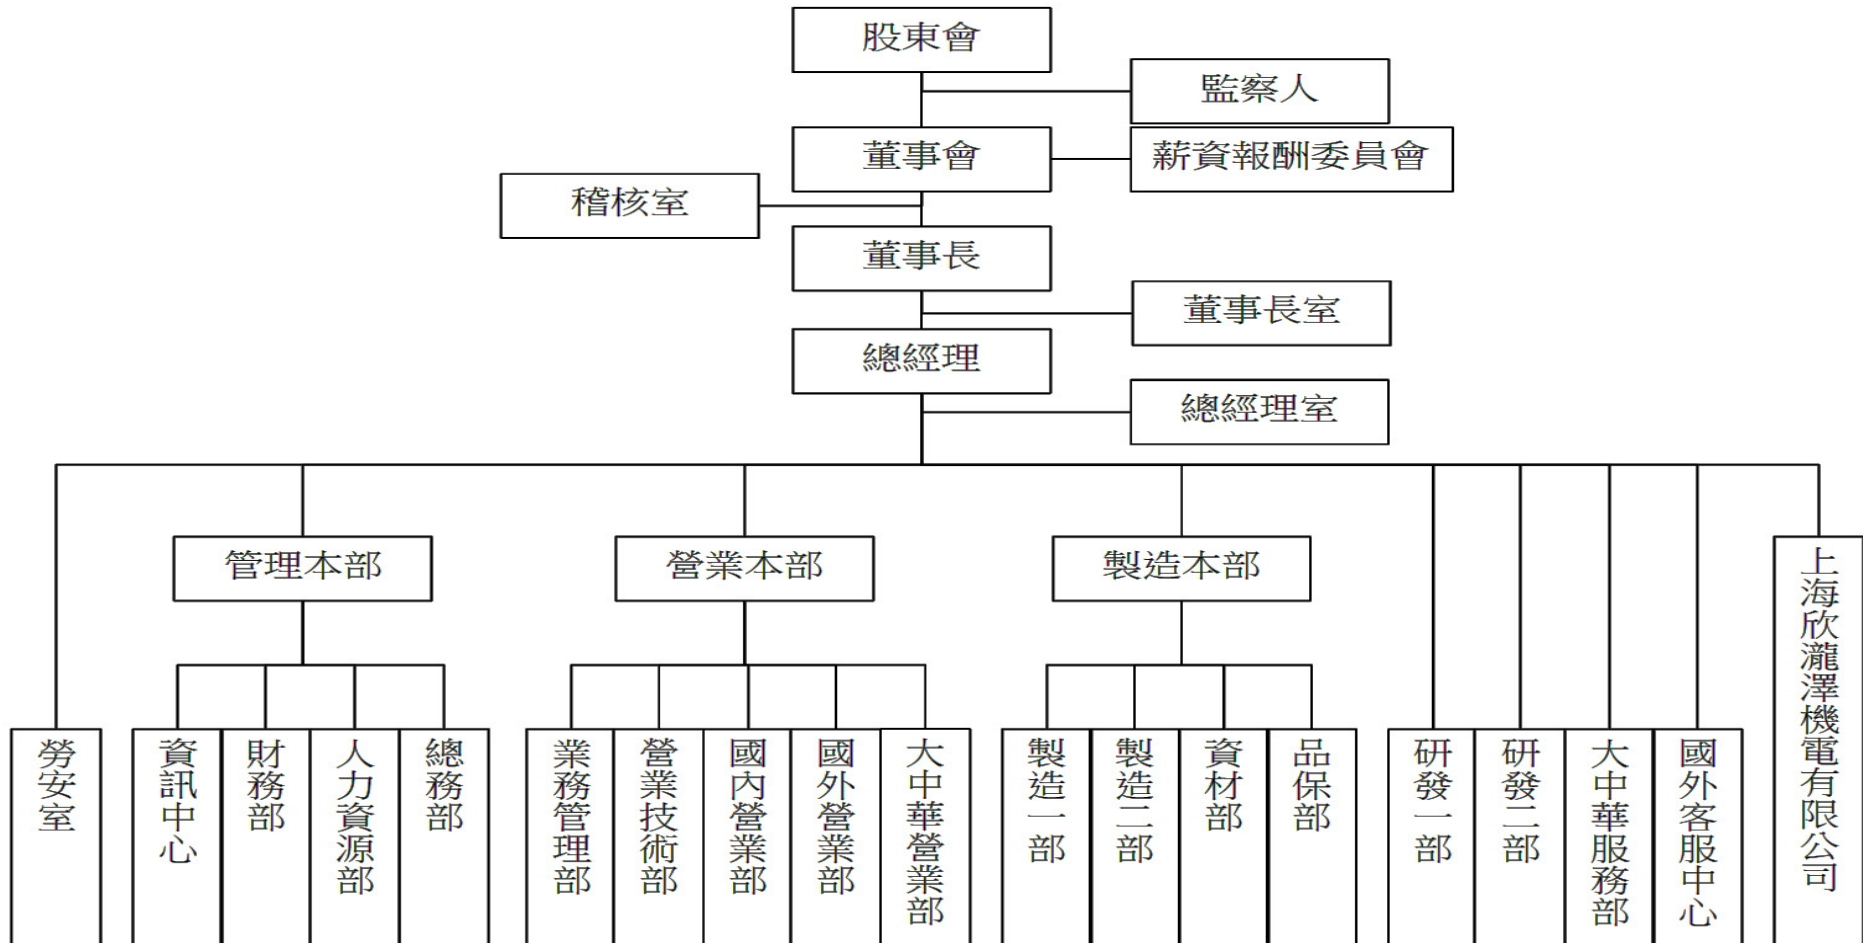 股東會
監察人
董事會
薪資報酬委員會
稽核室
董事長
董事長室
總經理
總經理室
管理本部
營業本部
製造本部
上海欣瀧澤機電有限公司
勞安室
資訊中心
財務部
人力資源部
總務部
業務管理部
營業技術部
國內營業部
國外營業部
大中華營業部
製造一部
製造二部
資材部
品保部
研發一部
研發二部
大中華服務部
國外客服中心